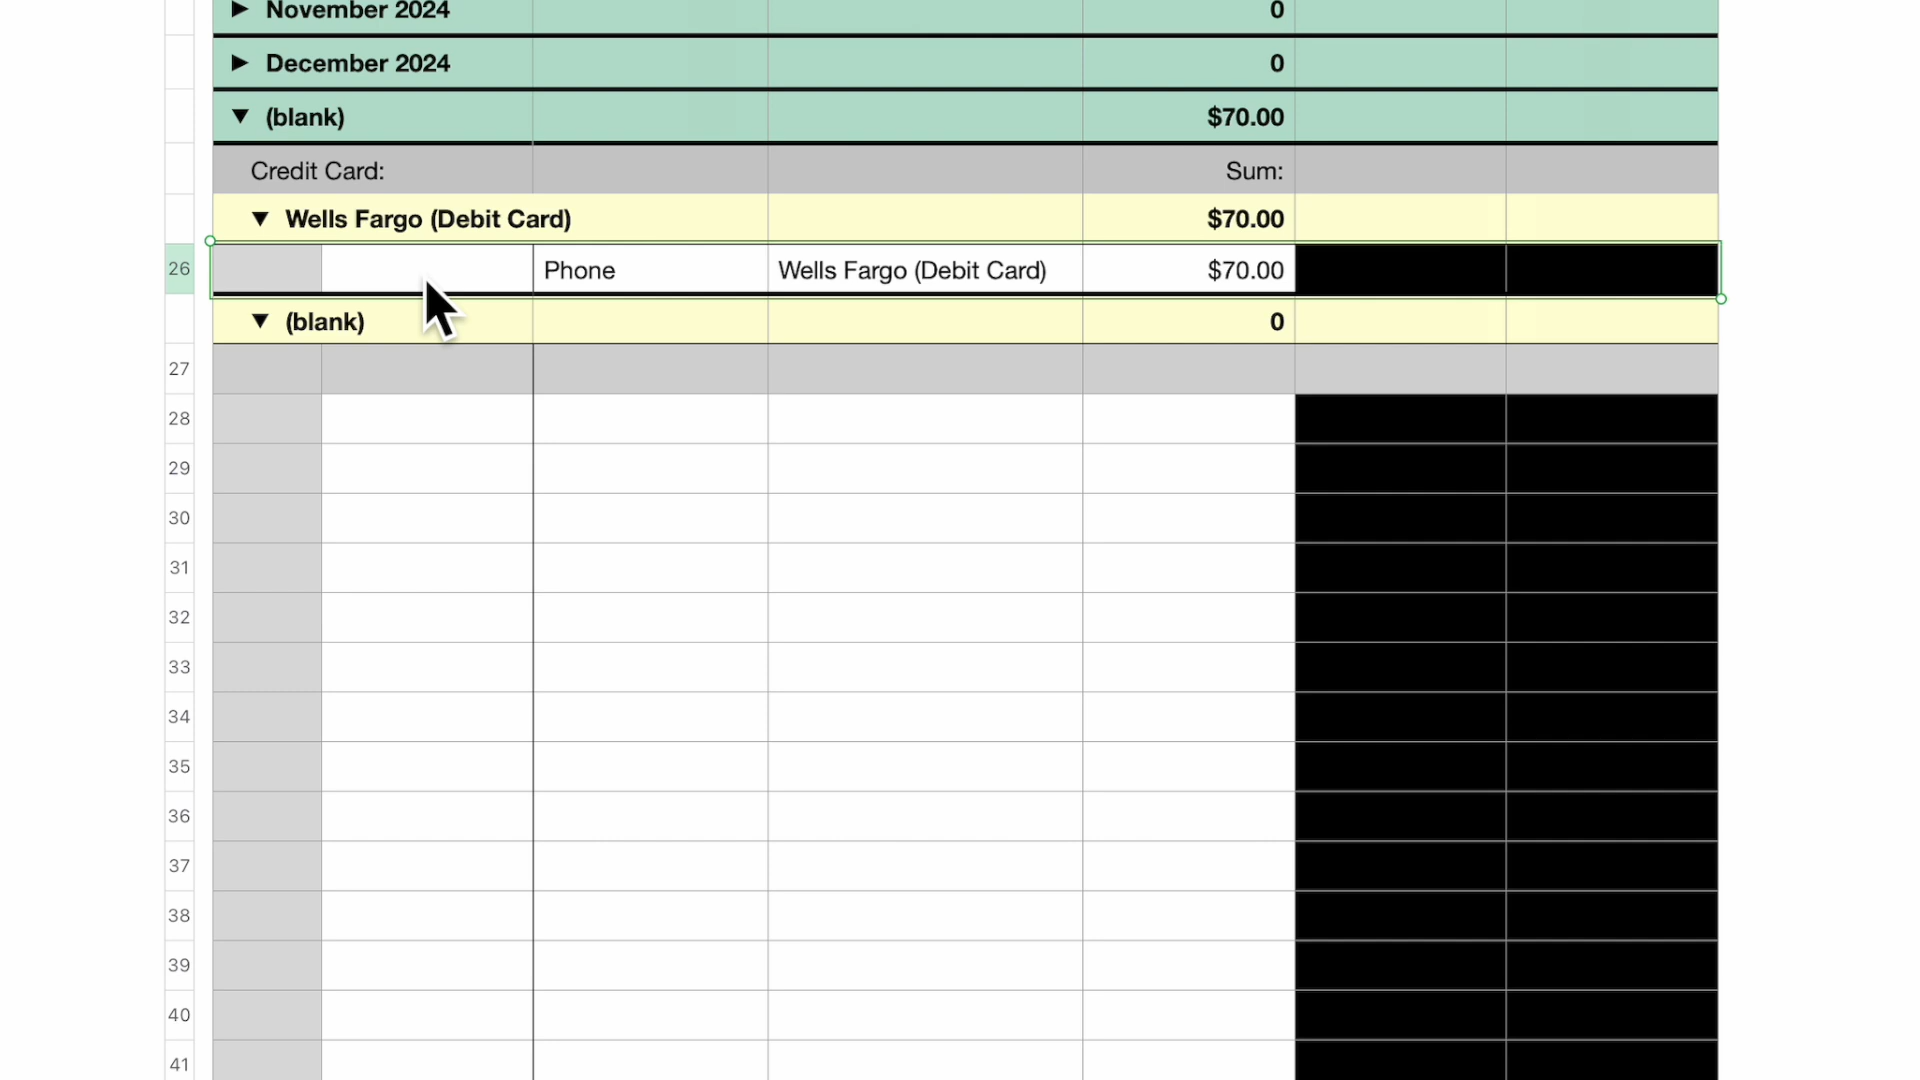 ▶ November 2024 0
▶ December 2024 0
▼ (blank) $70.00
Credit Card: Sum:
▼ Wells Fargo (Debit Card) $70.00
26 Phone Wells Fargo (Debit Card) $70.00
▼ (blank) 0
27
28
29
30
31
32
33
34
35
36
37
38
39
40
41